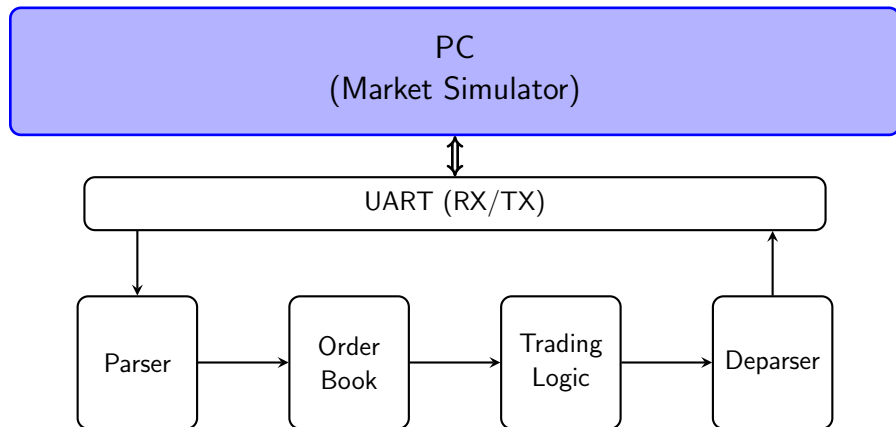 PC
(Market Simulator)
UART (RX/TX)
Parser
Order
Book
Trading
Logic
Deparser